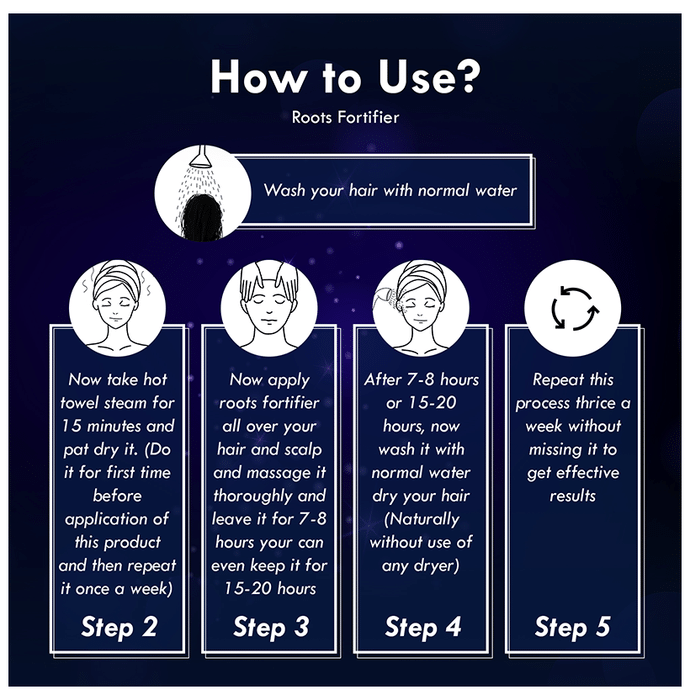 How to Use?
Roots Fortifier
Wash your hair with normal water
Now take hot
towel steam for
15 minutes and
pat dry it. (Do
it for first time
before
application of
this product
and then repeat
it once a week)
Step 2
Now apply
roots fortifier
all over your
hair and scalp
and massage it
thoroughly and
leave it for 7-8
hours your can
even keep it for
15-20 hours
Step 3
After 7-8 hours
or 15-20
hours, now
wash it with
normal water
dry your hair
(Naturally
without use of
any dryer)
Step 4
Repeat this
process thrice a
week without
missing it to
get effective
results
Step 5